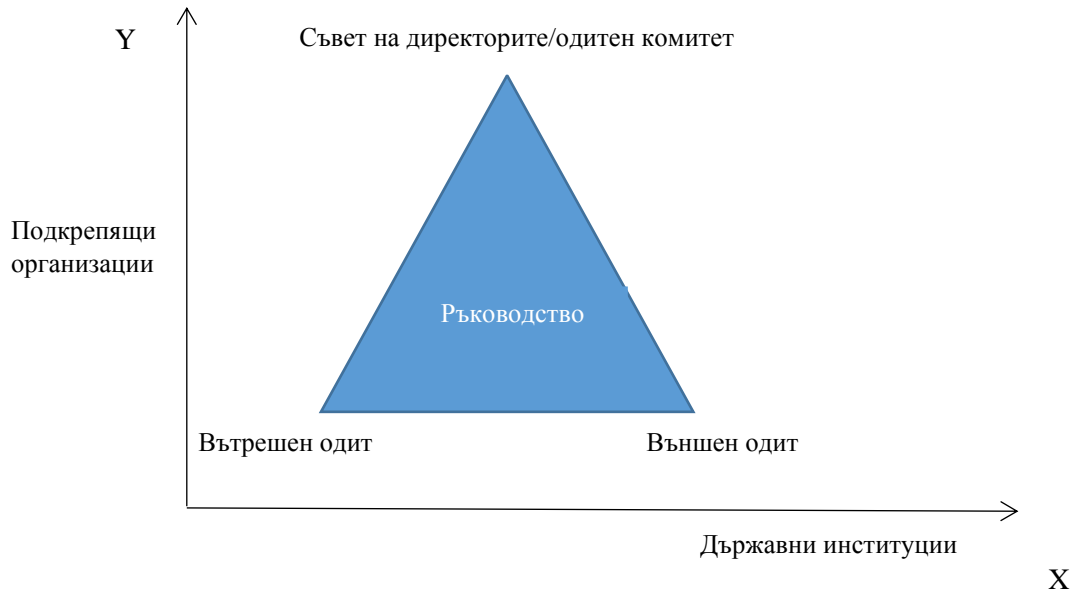 Y
Съвет на директорите/одитен комитет
Подкрепящи
организации
Ръководство
Вътрешен одит
Външен одит
Държавни институции
X